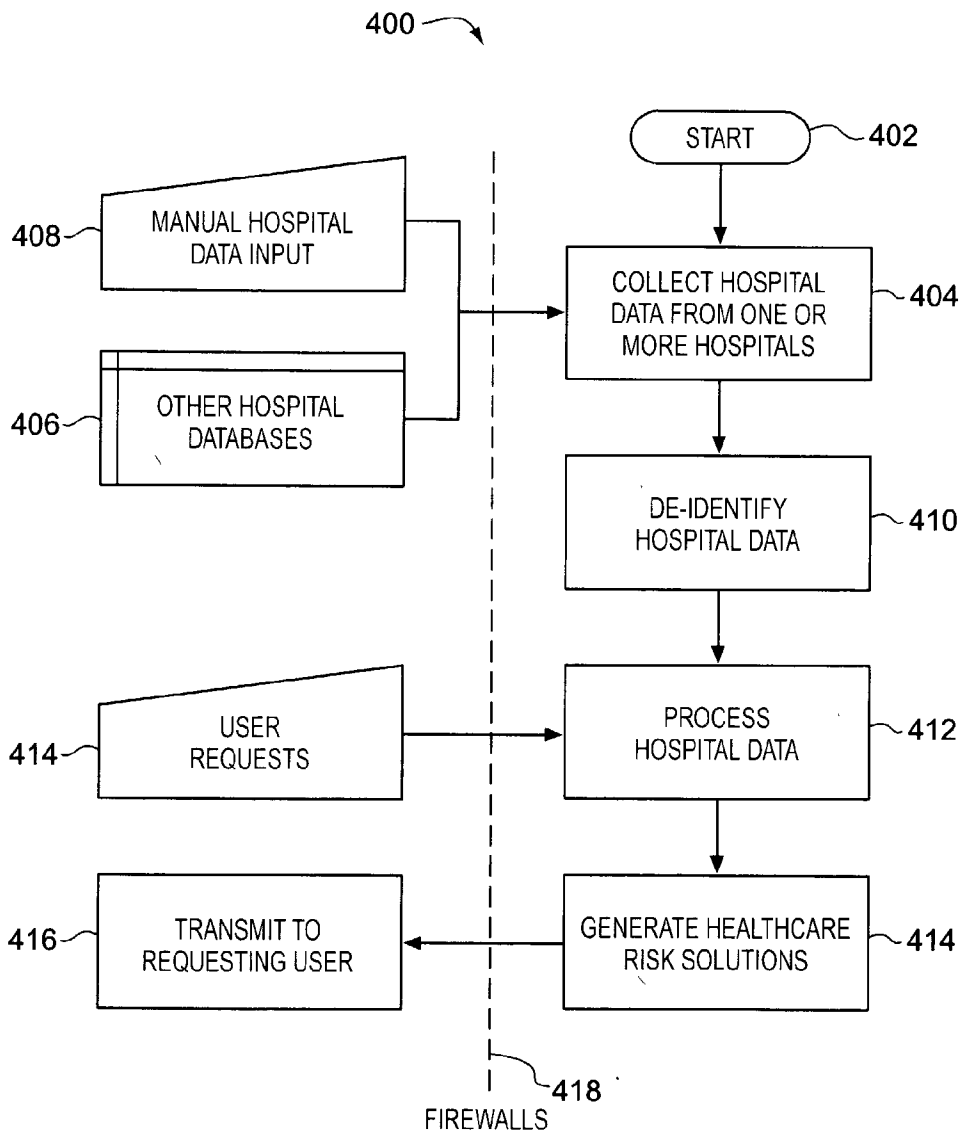 400
START
402
408
MANUAL HOSPITAL
DATA INPUT
COLLECT HOSPITAL
DATA FROM ONE OR
MORE HOSPITALS
404
406
OTHER HOSPITAL
DATABASES
DE-IDENTIFY
HOSPITAL DATA
410
414
USER
REQUESTS
PROCESS
HOSPITAL DATA
412
416
TRANSMIT TO
REQUESTING USER
GENERATE HEALTHCARE
RISK SOLUTIONS
414
418
FIREWALLS